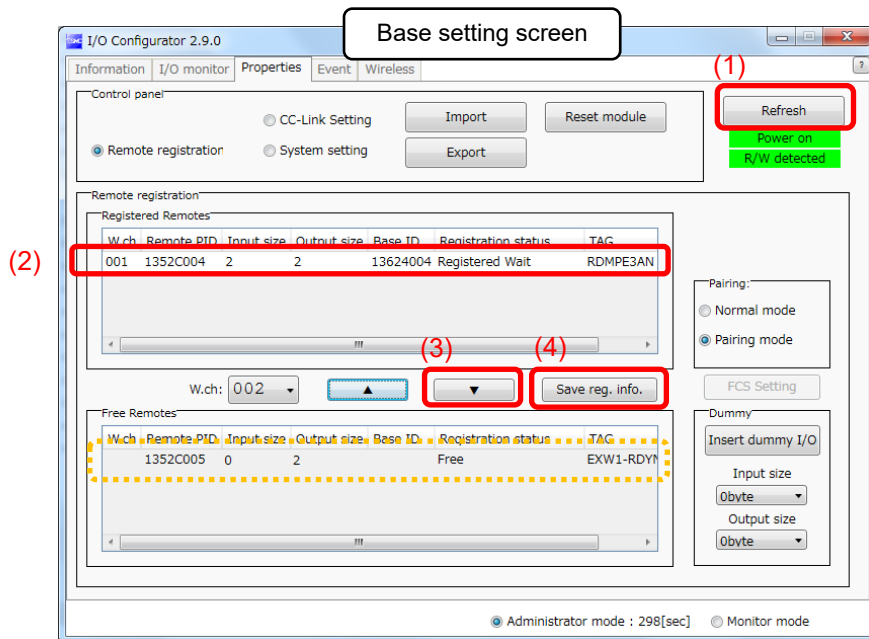 Base setting screen
I/O Configurator 2.9.0
Information I/O monitor Properties Event Wireless
(1)
?
Control panel
CC-Link Setting Import Reset module Refresh
Power on
Remote registration System setting Export R/W detected
Remote registration
Registered Remotes
W.ch Remote PID Input size Output size Base ID Registration status TAG
(2)
001 1352C004 2 2 13624004 Registered Wait RDMPE3AN
Pairing:
Normal mode
Pairing mode
(3) (4)
W.ch: 002 ▲ ▼ Save reg. info. FCS Setting
Free Remotes Dummy
W.ch Remote PID Input size Output size Base ID Registration status TAG
1352C005 0 2 Free EXW1-RDYN
Insert dummy I/O
Input size
0byte
Output size
0byte
Administrator mode : 298[sec] Monitor mode